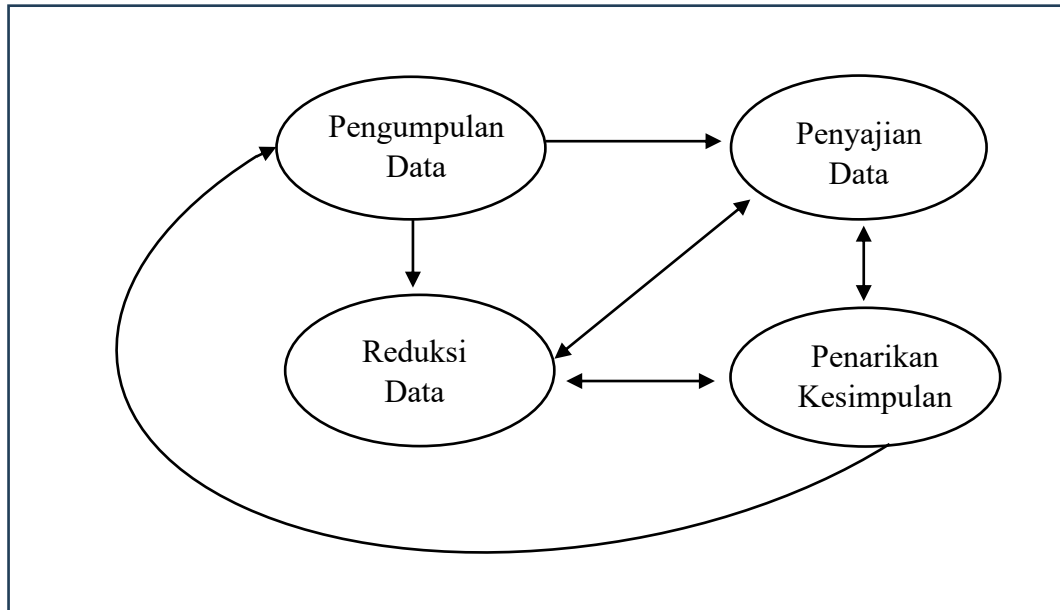 Pengumpulan
Data
Penyajian
Data
Reduksi
Data
Penarikan
Kesimpulan